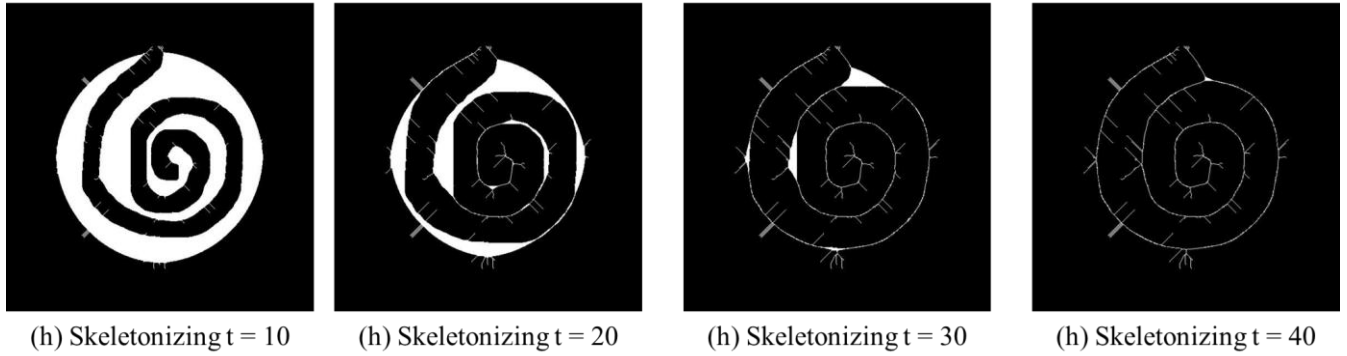 (h) Skeletonizing t = 10
(h) Skeletonizing t = 20
(h) Skeletonizing t = 30
(h) Skeletonizing t = 40